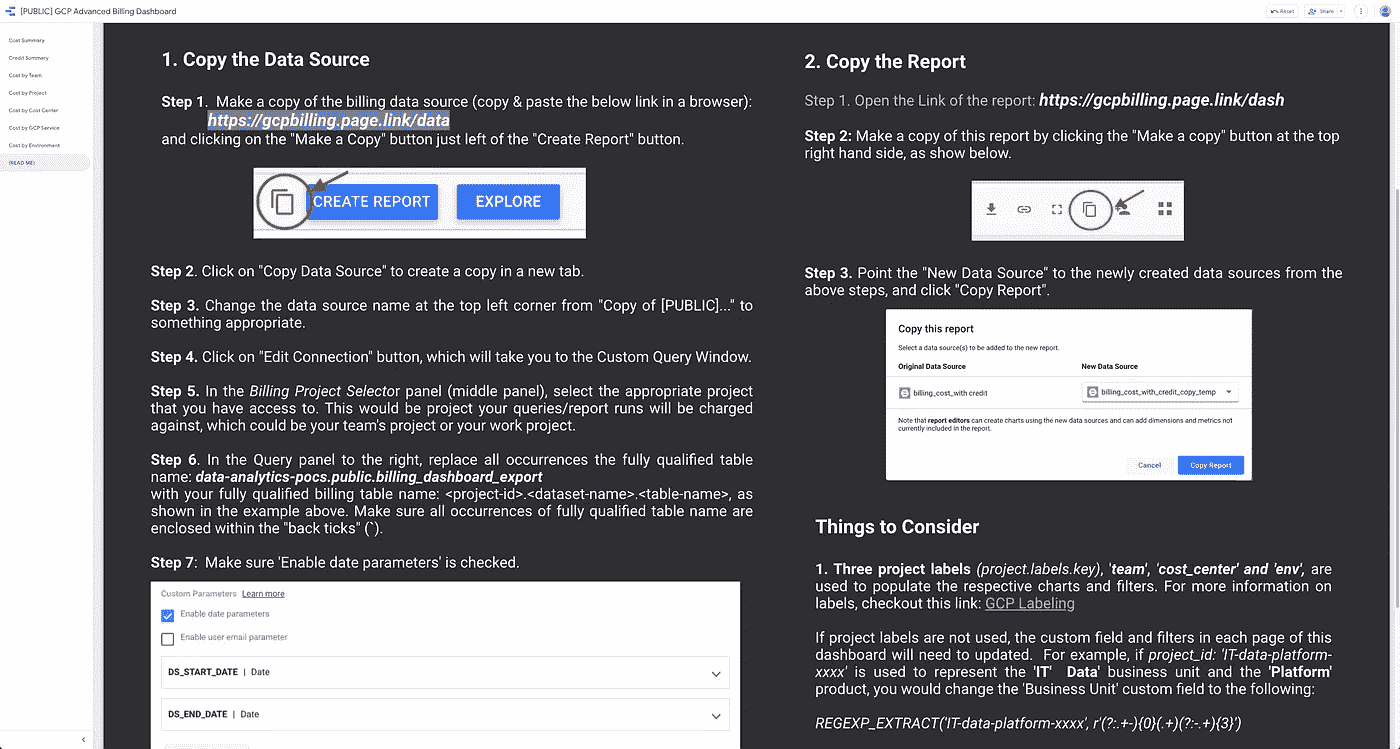 [PUBLIC] GCP Advanced Billing Dashboard
Reset
Share
Cost Summary
Credit Summary
Cost by Team
Cost by Project
Cost by Cost Center
Cost by GCP Service
Cost by Environment
(READ ME)
1. Copy the Data Source
Step 1. Make a copy of the billing data source (copy & paste the below link in a browser):
https://gcpbilling.page.link/data
and clicking on the "Make a Copy" button just left of the "Create Report" button.
CREATE REPORT
EXPLORE
Step 2. Click on "Copy Data Source" to create a copy in a new tab.
Step 3. Change the data source name at the top left corner from "Copy of [PUBLIC]..." to
something appropriate.
Step 4. Click on "Edit Connection" button, which will take you to the Custom Query Window.
Step 5. In the Billing Project Selector panel (middle panel), select the appropriate project
that you have access to. This would be project your queries/report runs will be charged
against, which could be your team's project or your work project.
Step 6. In the Query panel to the right, replace all occurrences the fully qualified table
name: data-analytics-pocs.public.billing_dashboard_export
with your fully qualified billing table name: <project-id>.<dataset-name>.<table-name>, as
shown in the example above. Make sure all occurrences of fully qualified table name are
enclosed within the "back ticks" (`).
Step 7: Make sure 'Enable date parameters' is checked.
Custom Parameters Learn more
Enable date parameters
Enable user email parameter
DS_START_DATE | Date
DS_END_DATE | Date
2. Copy the Report
Step 1. Open the Link of the report: https://gcpbilling.page.link/dash
Step 2: Make a copy of this report by clicking the "Make a copy" button at the top
right hand side, as show below.
Step 3. Point the "New Data Source" to the newly created data sources from the
above steps, and click "Copy Report".
Copy this report
Select a data source(s) to be added to the new report.
Original Data Source
New Data Source
billing_cost_with credit
billing_cost_with_credit_copy_temp
Note that report editors can create charts using the new data sources and can add dimensions and metrics not
currently included in the report.
Cancel
Copy Report
Things to Consider
1. Three project labels (project.labels.key), 'team', 'cost_center' and 'env', are
used to populate the respective charts and filters. For more information on
labels, checkout this link: GCP Labeling
If project labels are not used, the custom field and filters in each page of this
dashboard will need to updated. For example, if project_id: 'IT-data-platform-
xxxx' is used to represent the 'IT' Data' business unit and the 'Platform'
product, you would change the 'Business Unit' custom field to the following:
REGEXP_EXTRACT('IT-data-platform-xxxx', r'(?:.+-){0}(.+)(?:-.+){3}')